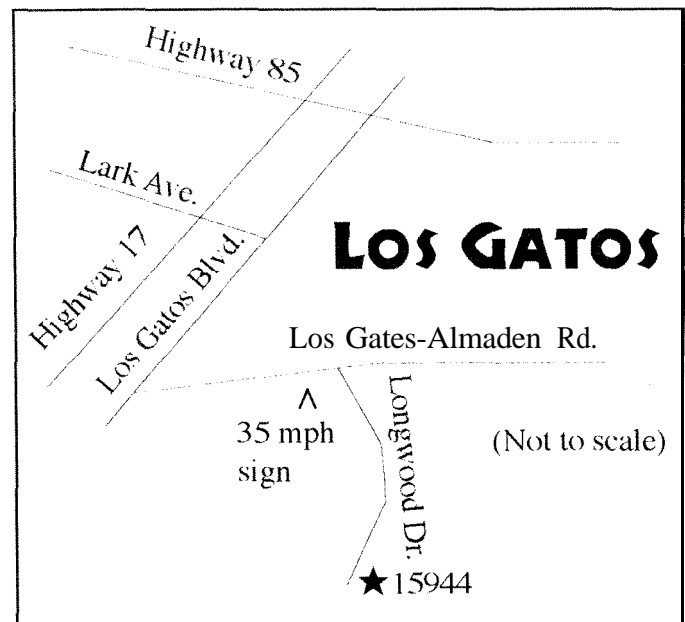 Highway 85
Lark Ave.
Highway 17
Los Gatos Blvd.
LOS GATOS
Los Gates-Almaden Rd.
35 mph
sign
Longwood Dr.
(Not to scale)
15944